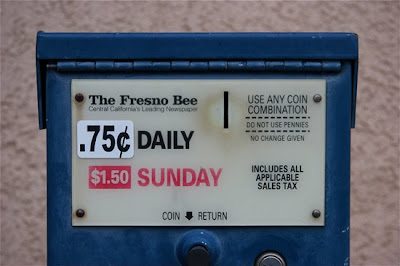 The Fresno Bee
Central California's Leading Newspaper
.75¢ DAILY
$1.50 SUNDAY
USE ANY COIN
COMBINATION
DO NOT USE PENNIES
NO CHANGE GIVEN
INCLUDES ALL
APPLICABLE
SALES TAX
COIN RETURN